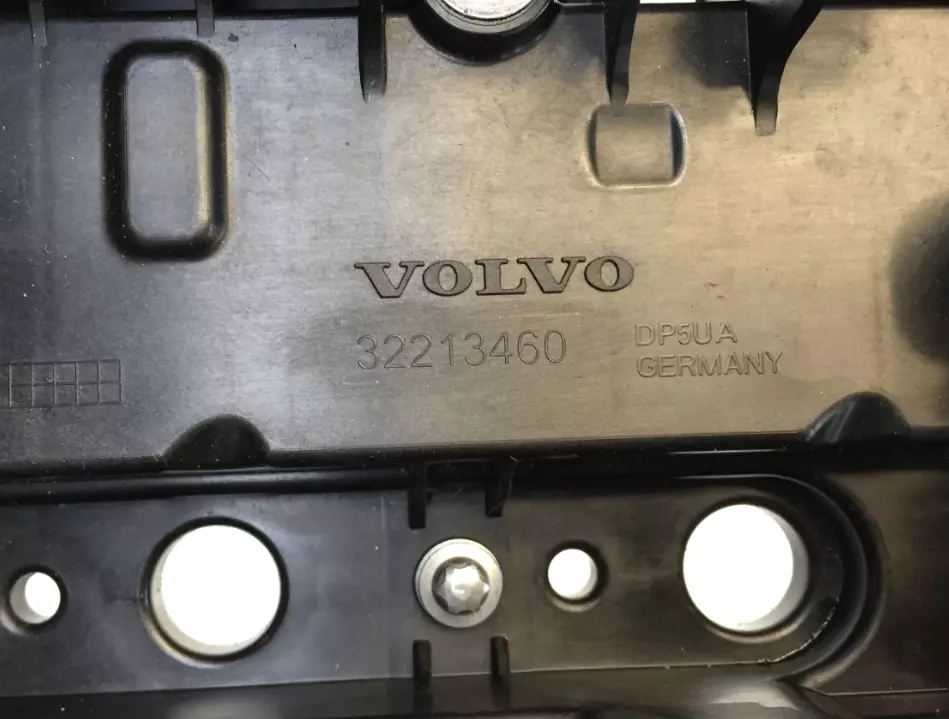 VOLVO
32213460
DP5UA
GERMANY